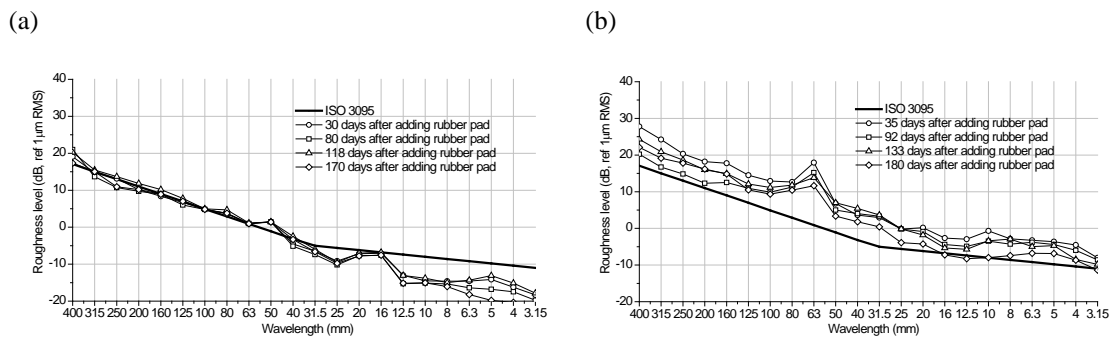 (a)
(b)
40
30
20
10
0
-10
-20
Roughness level (dB, ref 1μm RMS)
ISO 3095
30 days after adding rubber pad
80 days after adding rubber pad
118 days after adding rubber pad
170 days after adding rubber pad
400 315 250 200 160 125 100 80 63 50 40 31.5 25 20 16 12.5 10 8 6.3 5 4 3.15
Wavelength (mm)
40
30
20
10
0
-10
-20
Roughness level (dB, ref 1μm RMS)
ISO 3095
35 days after adding rubber pad
92 days after adding rubber pad
133 days after adding rubber pad
180 days after adding rubber pad
400 315 250 200 160 125 100 80 63 50 40 31.5 25 20 16 12.5 10 8 6.3 5 4 3.15
Wavelength (mm)